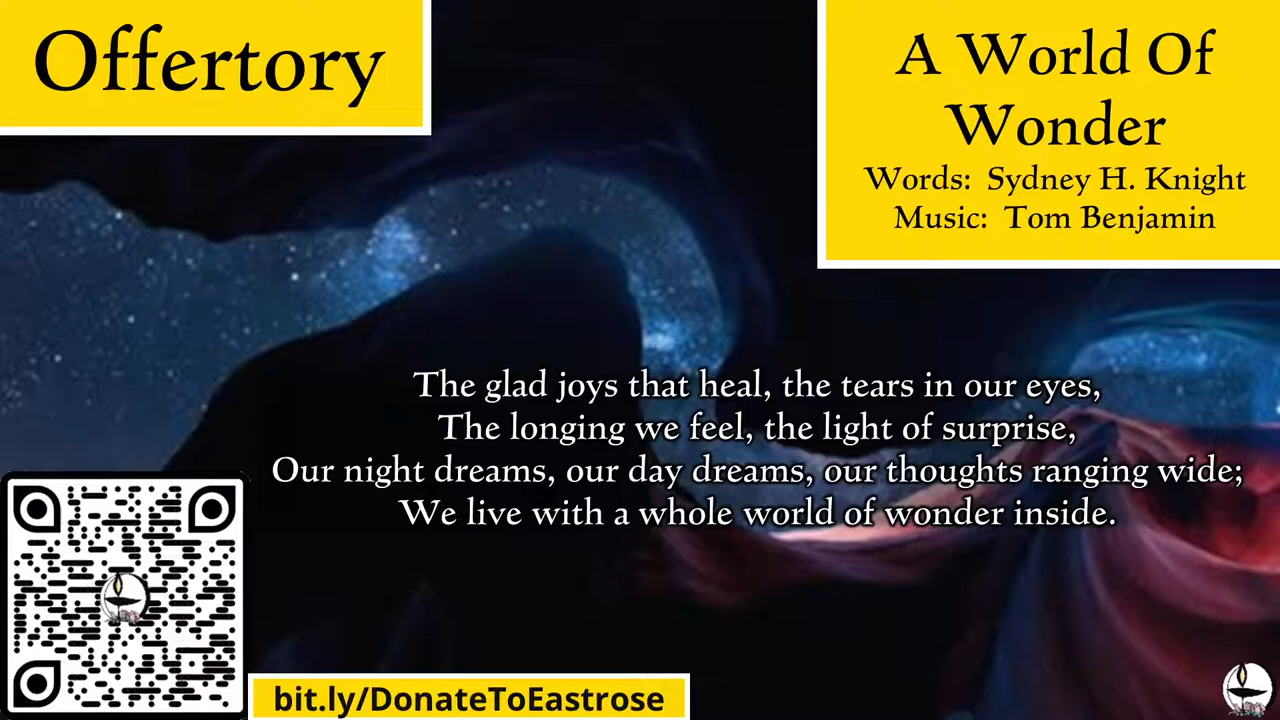 Offertory
A World Of
Wonder
Words: Sydney H. Knight
Music: Tom Benjamin
The glad joys that heal, the tears in our eyes,
The longing we feel, the light of surprise,
Our night dreams, our day dreams, our thoughts ranging wide;
We live with a whole world of wonder inside.
bit.ly/DonateToEastrose